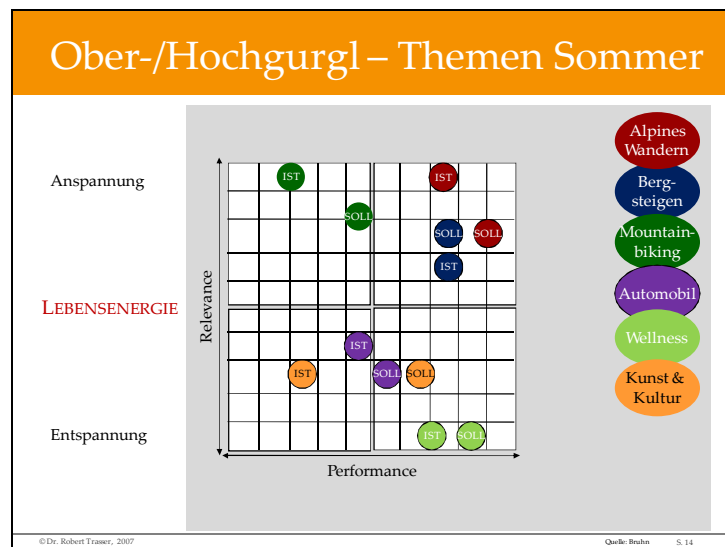 Ober-/Hochgurgl – Themen Sommer
Alpines
Wandern
Anspannung
IST
IST
Berg-
steigen
SOLL
SOLL
SOLL
Mountain-
biking
IST
LEBENSENERGIE
Relevance
Automobil
IST
Wellness
IST
SOLL
SOLL
Kunst &
Kultur
Entspannung
IST
SOLL
Performance
© Dr. Robert Trasser, 2007
Quelle: Bruhn
S. 14